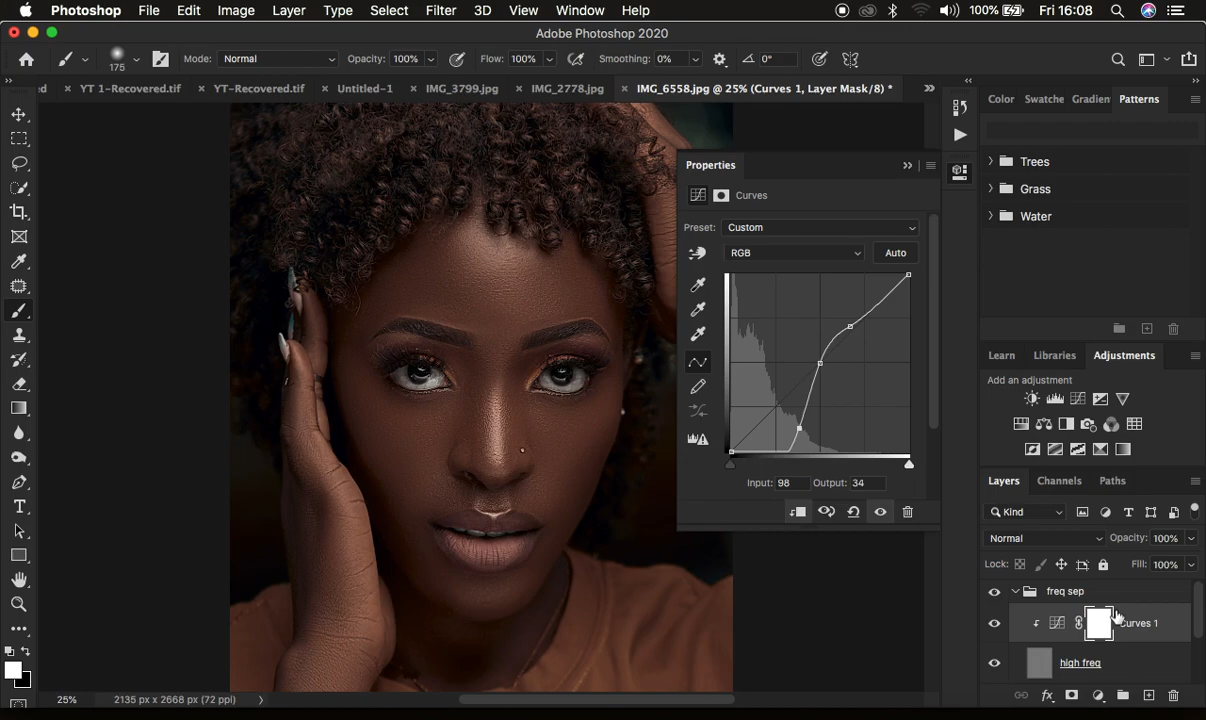 Photoshop File Edit Image Layer Type Select Filter 3D View Window Help 100% Fri 16:08
Adobe Photoshop 2020
175 Mode: Normal Opacity: 100% Flow: 100% Smoothing: 0% 0°
ed × YT 1-Recovered.tif × YT-Recovered.tif × Untitled-1 × IMG_3799.jpg × IMG_2778.jpg × IMG_6558.jpg @ 25% (Curves 1, Layer Mask/8) *
Properties
Curves
Preset: Custom
RGB Auto
Input: 98 Output: 34
Color Swatche Gradien Patterns
Trees
Grass
Water
Learn Libraries Adjustments
Add an adjustment
Layers Channels Paths
Kind
Normal Opacity: 100%
Lock: Fill: 100%
freq sep
Curves 1
high freq
25% 2135 px x 2668 px (72 ppi)